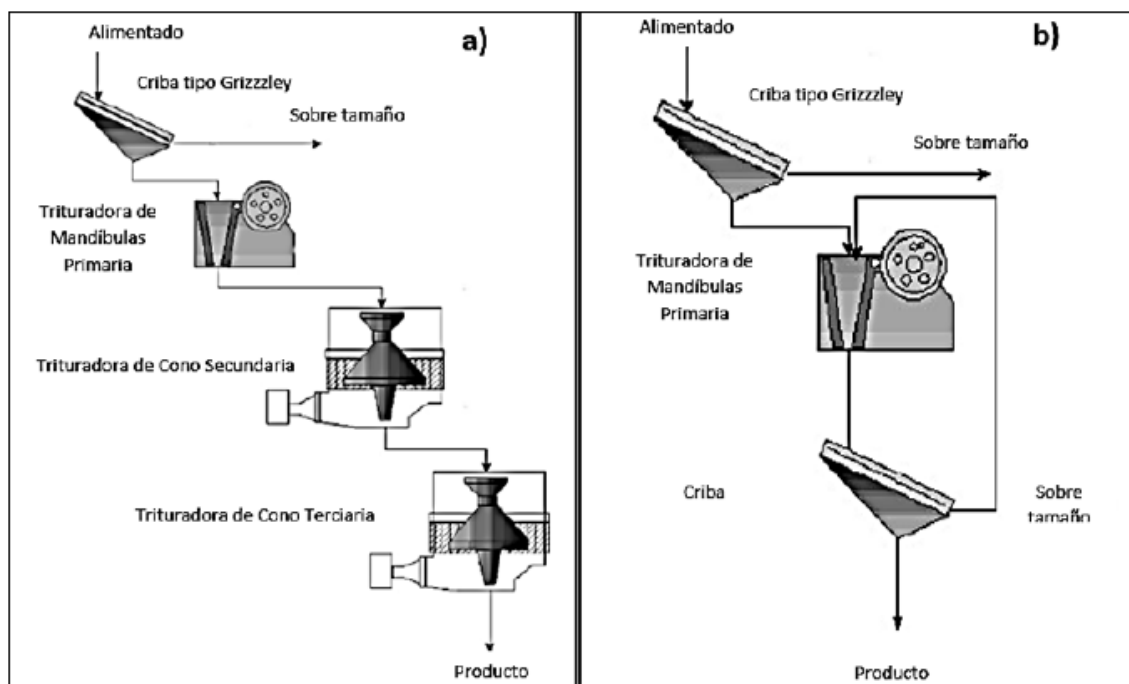 a)
Alimentado
Criba tipo Grizzzley
Sobre tamaño
Trituradora de
Mandíbulas
Primaria
Trituradora de Cono Secundaria
Trituradora de Cono Terciaria
Producto
b)
Alimentado
Criba tipo Grizzzley
Sobre tamaño
Trituradora de
Mandíbulas
Primaria
Criba
Sobre
tamaño
Producto